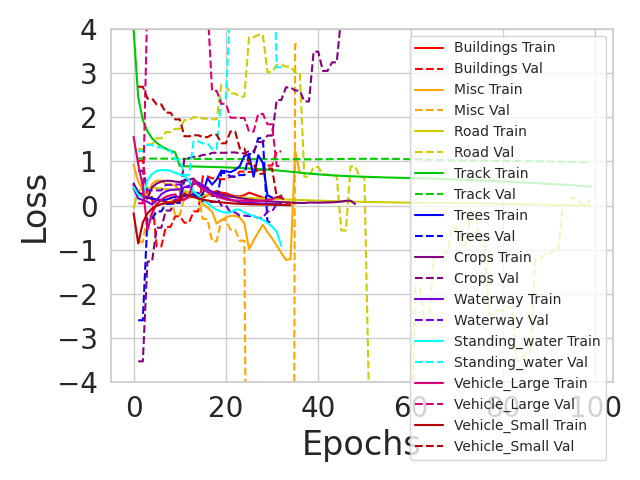 4
3
2
1
0
−1
−2
−3
−4
Loss
0
20
40
60
80
100
Epochs
Buildings Train
Buildings Val
Misc Train
Misc Val
Road Train
Road Val
Track Train
Track Val
Trees Train
Trees Val
Crops Train
Crops Val
Waterway Train
Waterway Val
Standing_water Train
Standing_water Val
Vehicle_Large Train
Vehicle_Large Val
Vehicle_Small Train
Vehicle_Small Val